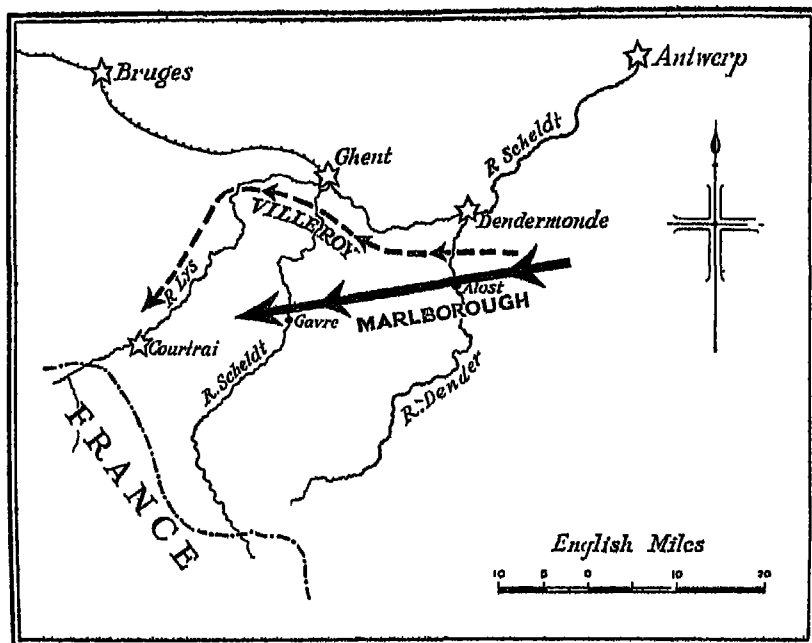 Bruges
Antwerp
R Scheldt
Ghent
VILLEROY
Dendermonde
R Lys
Alost
MARLBOROUGH
Gavre
Courtrai
R. Scheldt
R. Dender
FRANCE
English Miles
10 5 0 10 20